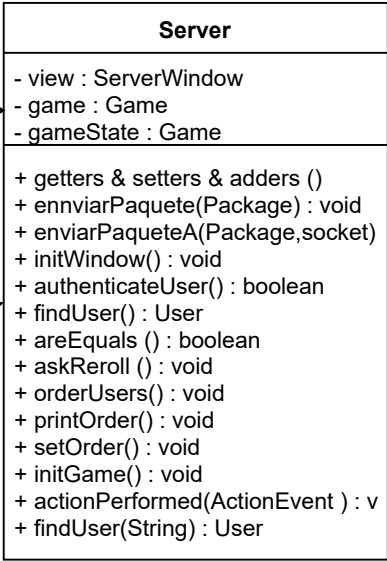 Server
- view : ServerWindow
- game : Game
- gameState : Game
+ getters & setters & adders ()
+ ennviarPaquete(Package) : void
+ enviarPaqueteA(Package,socket)
+ initWindow() : void
+ authenticateUser() : boolean
+ findUser() : User
+ areEquals () : boolean
+ askReroll () : void
+ orderUsers() : void
+ printOrder() : void
+ setOrder() : void
+ initGame() : void
+ actionPerformed(ActionEvent ) : v
+ findUser(String) : User